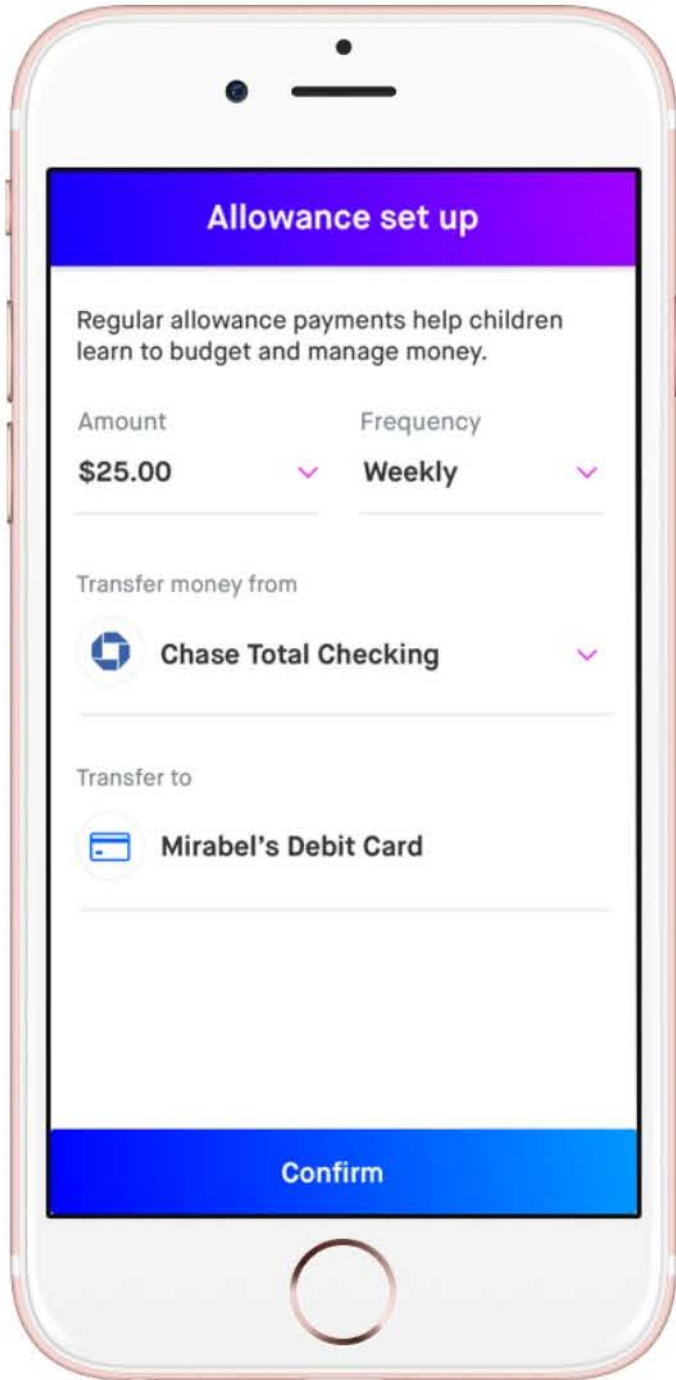 Allowance set up
Regular allowance payments help children
learn to budget and manage money.
Amount
Frequency
$25.00
Weekly
Transfer money from
Chase Total Checking
Transfer to
Mirabel's Debit Card
Confirm